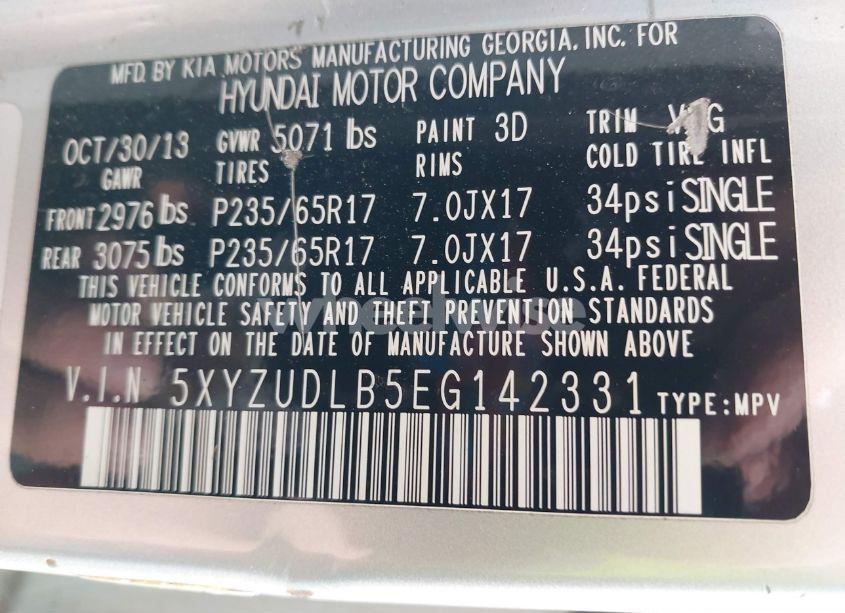 MFD. BY KIA MOTORS MANUFACTURING GEORGIA, INC. FOR
HYUNDAI MOTOR COMPANY
OCT/30/13 GVWR 5071 lbs PAINT 3D TRIM
GAWR TIRES RIMS COLD TIRE INFL
FRONT 2976 lbs P235/65R17 7.0JX17 34psi SINGLE
REAR 3075 lbs P235/65R17 7.0JX17 34psi SINGLE
THIS VEHICLE CONFORMS TO ALL APPLICABLE U.S.A. FEDERAL
MOTOR VEHICLE SAFETY AND THEFT PREVENTION STANDARDS
IN EFFECT ON THE DATE OF MANUFACTURE SHOWN ABOVE.
V.I.N 5XYZUDLB5EG142331 TYPE:MPV
wheelwise